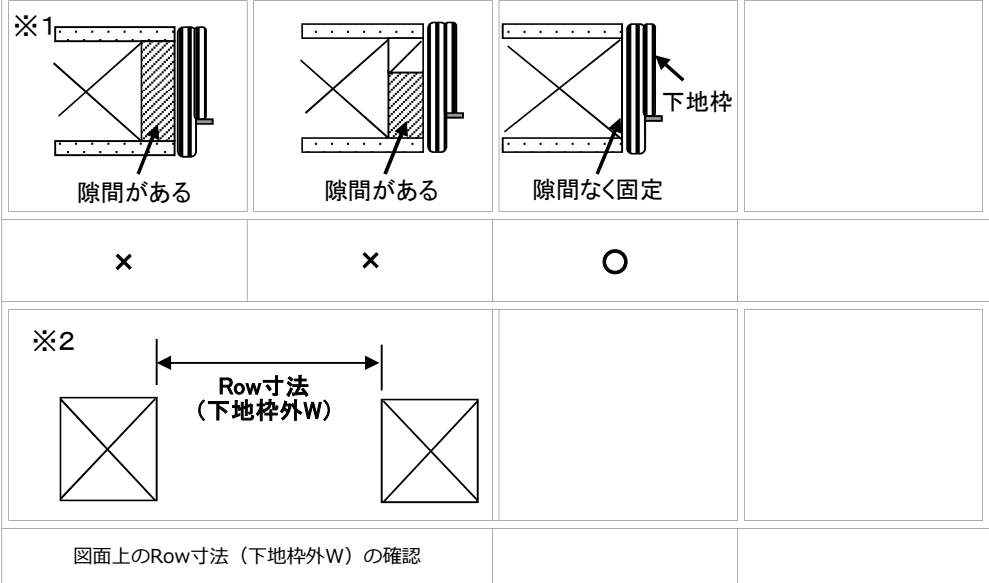 ※1
隙間がある
隙間がある
下地枠
隙間なく固定
× × ○
※2
Row寸法
（下地枠外W）
図面上のRow寸法（下地枠外W）の確認